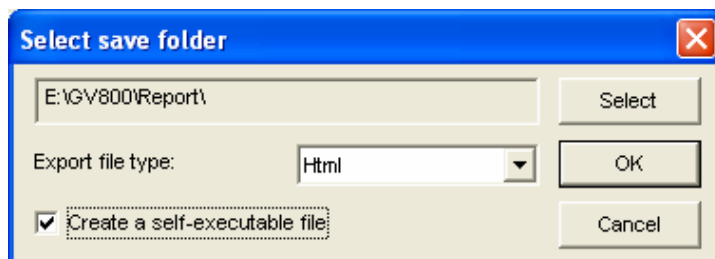 Select save folder
E:\GV800\Report\
Select
Export file type:
Html
OK
Create a self-executable file
Cancel